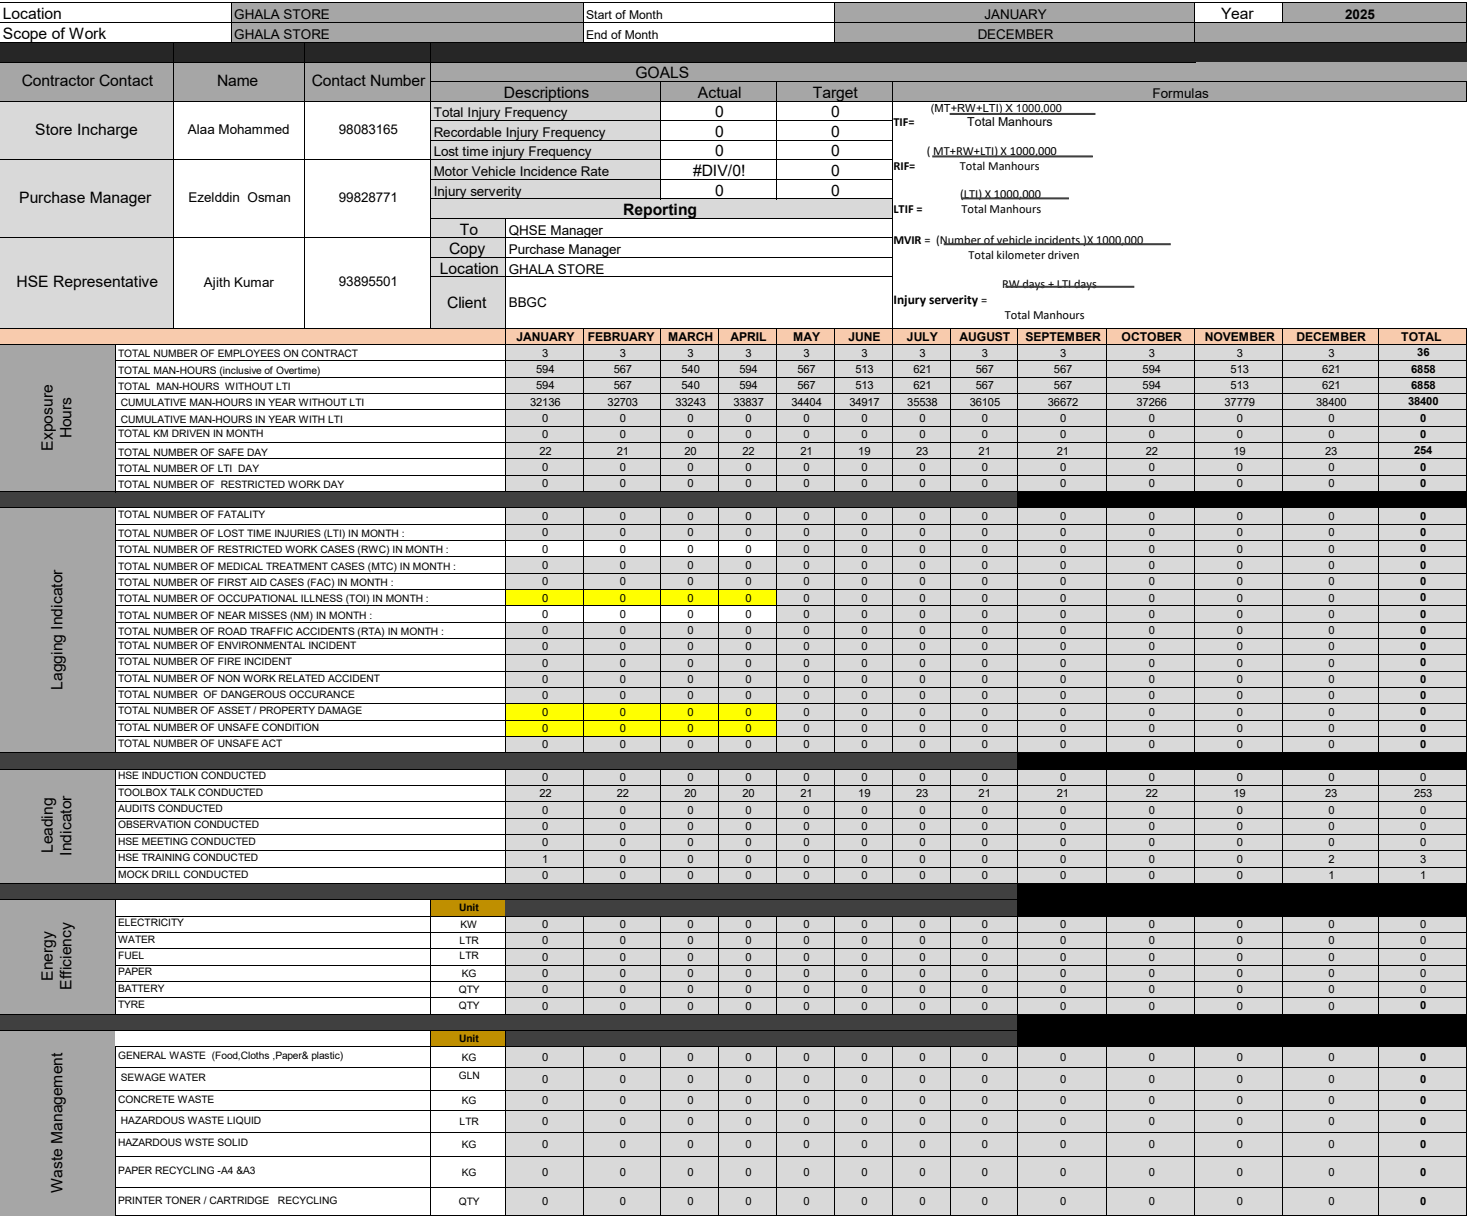 Location GHALA STORE Start of Month JANUARY Year 2025
Scope of Work GHALA STORE End of Month DECEMBER
Contractor Contact Name Contact Number GOALS
Descriptions Actual Target Formulas
Store Incharge Alaa Mohammed 98083165
Purchase Manager Ezelddin Osman 99828771
HSE Representative Ajith Kumar 93895501
Total Injury Frequency 0 0
Recordable Injury Frequency 0 0
Lost time injury Frequency 0 0
Motor Vehicle Incidence Rate #DIV/0! 0
Injury serverity 0 0
Reporting
To QHSE Manager
Copy Purchase Manager
Location GHALA STORE
Client BBGC
(MT+RW+LTI) X 1000,000
TIF= Total Manhours
( MT+RW+LTI) X 1000,000
RIF= Total Manhours
(LTI) X 1000,000
LTIF = Total Manhours
MVIR = (Number of vehicle incidents )X 1000,000
Total kilometer driven
RW days + LTI days
Injury serverity =
Total Manhours
JANUARY FEBRUARY MARCH APRIL MAY JUNE JULY AUGUST SEPTEMBER OCTOBER NOVEMBER DECEMBER TOTAL
Exposure Hours
TOTAL NUMBER OF EMPLOYEES ON CONTRACT 3 3 3 3 3 3 3 3 3 3 3 3 36
TOTAL MAN-HOURS (inclusive of Overtime) 594 567 540 594 567 513 621 567 567 594 513 621 6858
TOTAL MAN-HOURS WITHOUT LTI 594 567 540 594 567 513 621 567 567 594 513 621 6858
CUMULATIVE MAN-HOURS IN YEAR WITHOUT LTI 32136 32703 33243 33837 34404 34917 35538 36105 36672 37266 37779 38400 38400
CUMULATIVE MAN-HOURS IN YEAR WITH LTI 0 0 0 0 0 0 0 0 0 0 0 0 0
TOTAL KM DRIVEN IN MONTH 0 0 0 0 0 0 0 0 0 0 0 0 0
TOTAL NUMBER OF SAFE DAY 22 21 20 22 21 19 23 21 21 22 19 23 254
TOTAL NUMBER OF LTI DAY 0 0 0 0 0 0 0 0 0 0 0 0 0
TOTAL NUMBER OF RESTRICTED WORK DAY 0 0 0 0 0 0 0 0 0 0 0 0 0
Lagging Indicator
TOTAL NUMBER OF FATALITY 0 0 0 0 0 0 0 0 0 0 0 0 0
TOTAL NUMBER OF LOST TIME INJURIES (LTI) IN MONTH : 0 0 0 0 0 0 0 0 0 0 0 0 0
TOTAL NUMBER OF RESTRICTED WORK CASES (RWC) IN MONTH : 0 0 0 0 0 0 0 0 0 0 0 0 0
TOTAL NUMBER OF MEDICAL TREATMENT CASES (MTC) IN MONTH : 0 0 0 0 0 0 0 0 0 0 0 0 0
TOTAL NUMBER OF FIRST AID CASES (FAC) IN MONTH : 0 0 0 0 0 0 0 0 0 0 0 0 0
TOTAL NUMBER OF OCCUPATIONAL ILLNESS (TOI) IN MONTH : 0 0 0 0 0 0 0 0 0 0 0 0 0
TOTAL NUMBER OF NEAR MISSES (NM) IN MONTH : 0 0 0 0 0 0 0 0 0 0 0 0 0
TOTAL NUMBER OF ROAD TRAFFIC ACCIDENTS (RTA) IN MONTH : 0 0 0 0 0 0 0 0 0 0 0 0 0
TOTAL NUMBER OF ENVIRONMENTAL INCIDENT 0 0 0 0 0 0 0 0 0 0 0 0 0
TOTAL NUMBER OF FIRE INCIDENT 0 0 0 0 0 0 0 0 0 0 0 0 0
TOTAL NUMBER OF NON WORK RELATED ACCIDENT 0 0 0 0 0 0 0 0 0 0 0 0 0
TOTAL NUMBER OF DANGEROUS OCCURANCE 0 0 0 0 0 0 0 0 0 0 0 0 0
TOTAL NUMBER OF ASSET / PROPERTY DAMAGE 0 0 0 0 0 0 0 0 0 0 0 0 0
TOTAL NUMBER OF UNSAFE CONDITION 0 0 0 0 0 0 0 0 0 0 0 0 0
TOTAL NUMBER OF UNSAFE ACT 0 0 0 0 0 0 0 0 0 0 0 0 0
Leading Indicator
HSE INDUCTION CONDUCTED 0 0 0 0 0 0 0 0 0 0 0 0 0
TOOLBOX TALK CONDUCTED 22 22 20 20 21 19 23 21 21 22 19 23 253
AUDITS CONDUCTED 0 0 0 0 0 0 0 0 0 0 0 0 0
OBSERVATION CONDUCTED 0 0 0 0 0 0 0 0 0 0 0 0 0
HSE MEETING CONDUCTED 0 0 0 0 0 0 0 0 0 0 0 0 0
HSE TRAINING CONDUCTED 1 0 0 0 0 0 0 0 0 0 0 2 3
MOCK DRILL CONDUCTED 0 0 0 0 0 0 0 0 0 0 0 1 1
Energy Efficiency
Unit
ELECTRICITY KW 0 0 0 0 0 0 0 0 0 0 0 0 0
WATER LTR 0 0 0 0 0 0 0 0 0 0 0 0 0
FUEL LTR 0 0 0 0 0 0 0 0 0 0 0 0 0
PAPER KG 0 0 0 0 0 0 0 0 0 0 0 0 0
BATTERY QTY 0 0 0 0 0 0 0 0 0 0 0 0 0
TYRE QTY 0 0 0 0 0 0 0 0 0 0 0 0 0
Waste Management
Unit
GENERAL WASTE (Food,Cloths ,Paper& plastic) KG 0 0 0 0 0 0 0 0 0 0 0 0 0
SEWAGE WATER GLN 0 0 0 0 0 0 0 0 0 0 0 0 0
CONCRETE WASTE KG 0 0 0 0 0 0 0 0 0 0 0 0 0
HAZARDOUS WASTE LIQUID LTR 0 0 0 0 0 0 0 0 0 0 0 0 0
HAZARDOUS WSTE SOLID KG 0 0 0 0 0 0 0 0 0 0 0 0 0
PAPER RECYCLING -A4 &A3 KG 0 0 0 0 0 0 0 0 0 0 0 0 0
PRINTER TONER / CARTRIDGE RECYCLING QTY 0 0 0 0 0 0 0 0 0 0 0 0 0